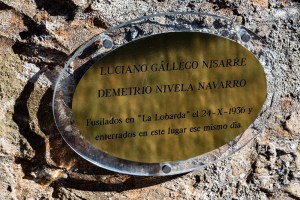 LUCIANO GÁLLEGO NISARRE
DEMETRIO NIVELA NAVARRO
Fusilados en "La Lobarda" el 24-X-1936 y
enterrados en este lugar ese mismo día